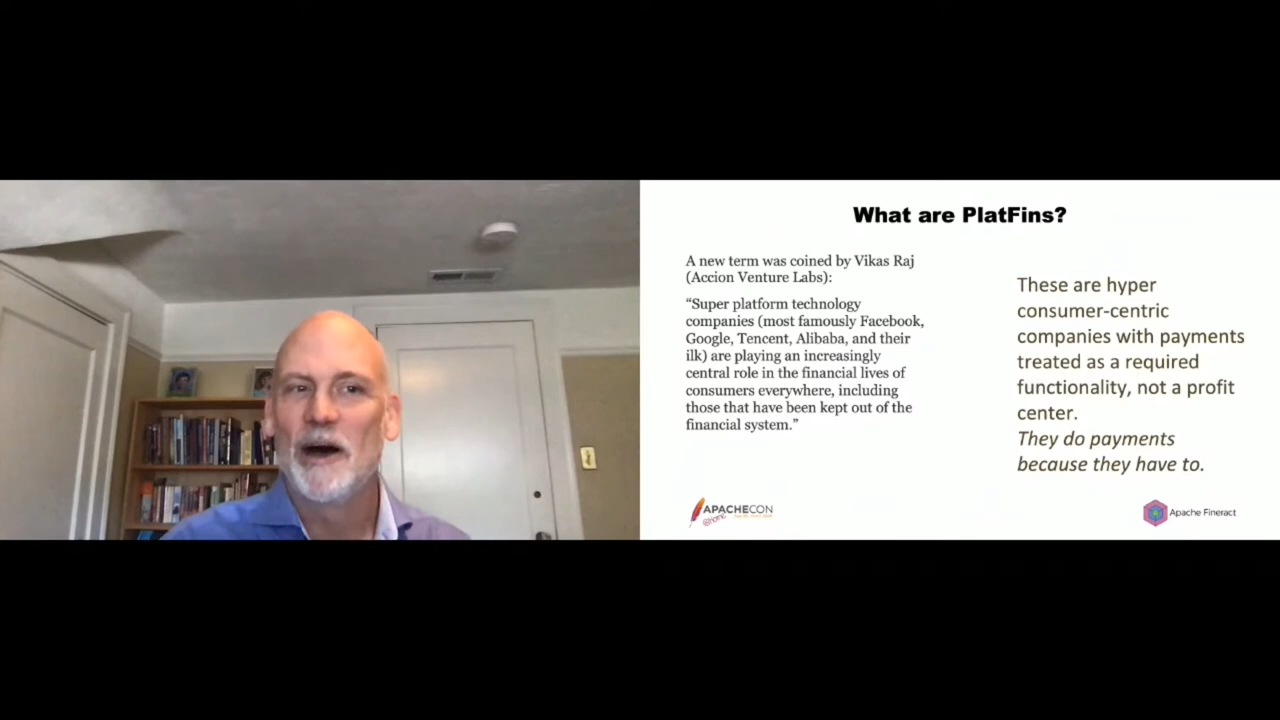 What are PlatFins?
A new term was coined by Vikas Raj
(Accion Venture Labs):
“Super platform technology
companies (most famously Facebook,
Google, Tencent, Alibaba, and their
ilk) are playing an increasingly
central role in the financial lives of
consumers everywhere, including
those that have been kept out of the
financial system.”
These are hyper
consumer-centric
companies with payments
treated as a required
functionality, not a profit
center.
They do payments
because they have to.
APACHECON
@home
Apache Fineract